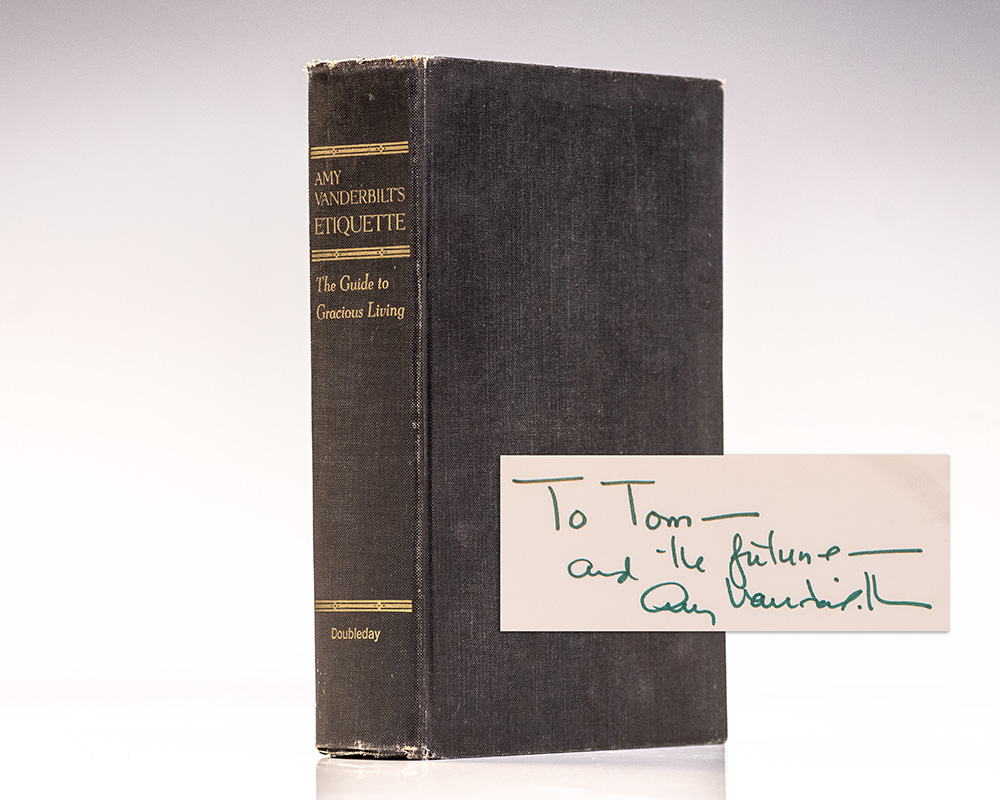 AMY
VANDERBILT'S
ETIQUETTE
The Guide to
Gracious Living
Doubleday
To Tom—
and the future—
Amy Vanderbilt